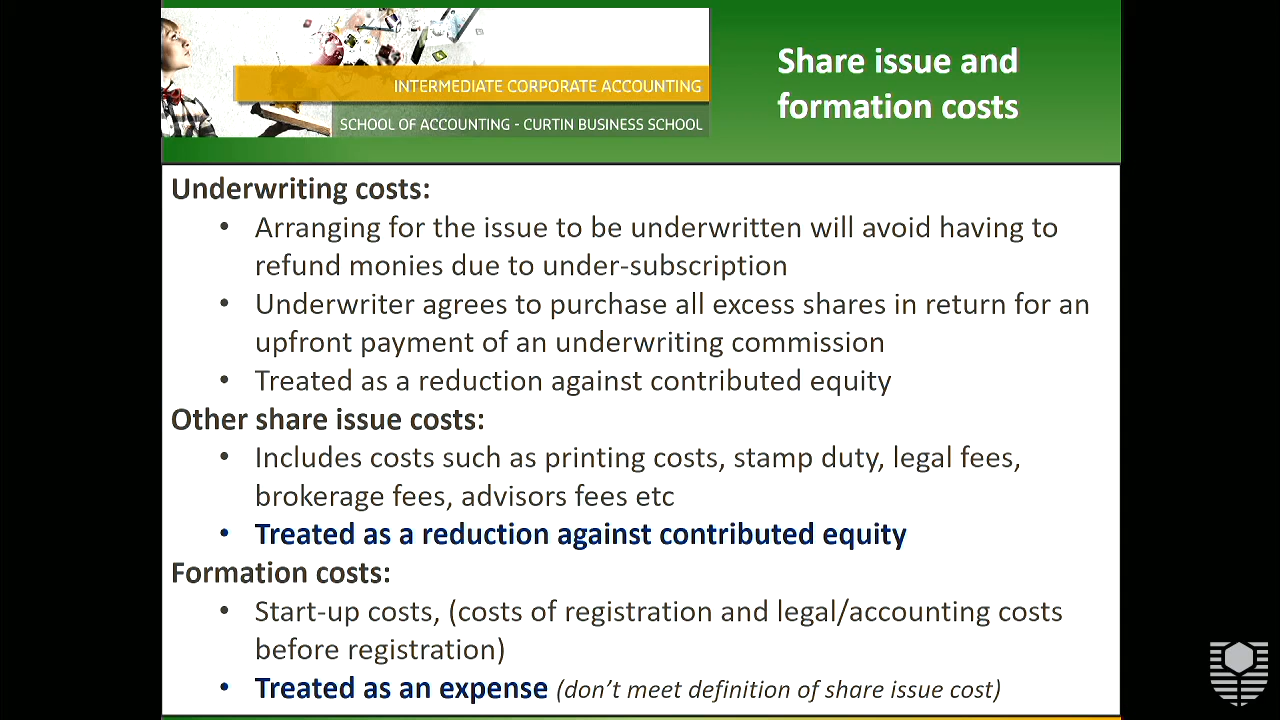 INTERMEDIATE CORPORATE ACCOUNTING
SCHOOL OF ACCOUNTING - CURTIN BUSINESS SCHOOL
Share issue and
formation costs
Underwriting costs:
• Arranging for the issue to be underwritten will avoid having to
refund monies due to under-subscription
• Underwriter agrees to purchase all excess shares in return for an
upfront payment of an underwriting commission
• Treated as a reduction against contributed equity
Other share issue costs:
• Includes costs such as printing costs, stamp duty, legal fees,
brokerage fees, advisors fees etc
• Treated as a reduction against contributed equity
Formation costs:
• Start-up costs, (costs of registration and legal/accounting costs
before registration)
• Treated as an expense (don’t meet definition of share issue cost)